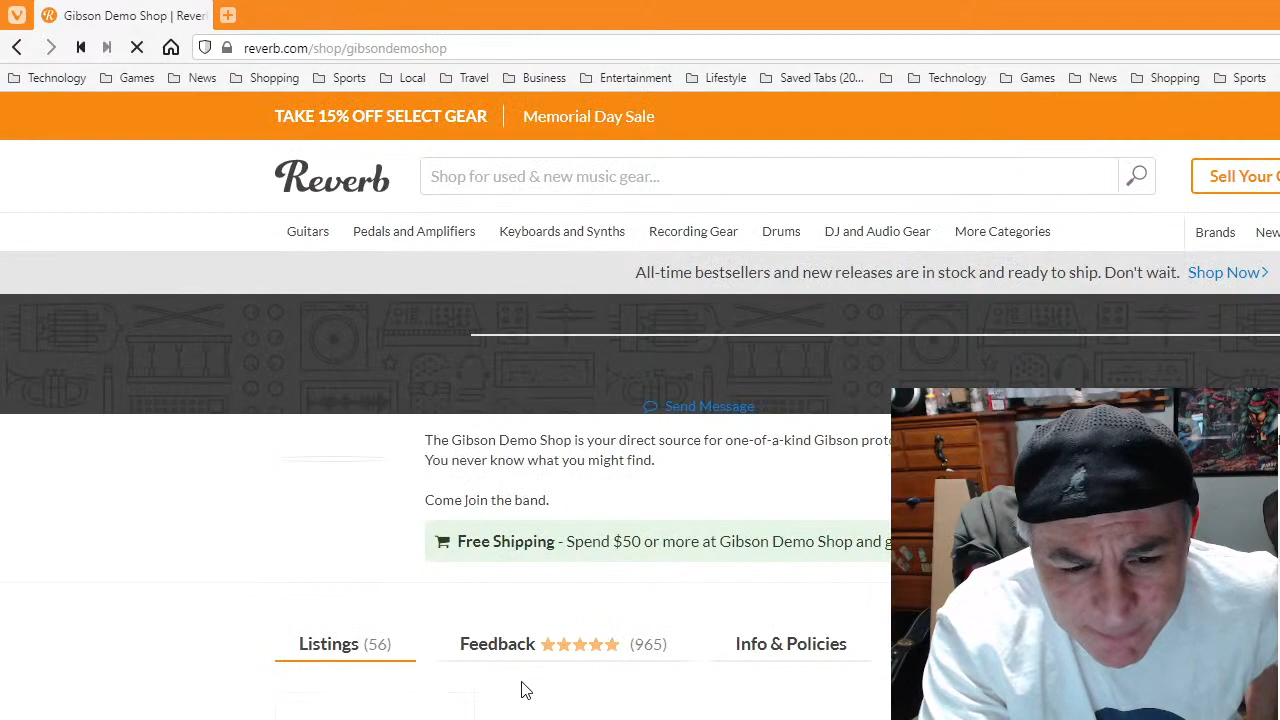 Gibson Demo Shop | Rever
reverb.com/shop/gibsondemoshop
Technology Games News Shopping Sports Local Travel Business Entertainment Lifestyle Saved Tabs (20... Technology Games News Shopping Sports
TAKE 15% OFF SELECT GEAR Memorial Day Sale
Reverb
Shop for used & new music gear...
Sell Your
Guitars Pedals and Amplifiers Keyboards and Synths Recording Gear Drums DJ and Audio Gear More Categories Brands New
All-time bestsellers and new releases are in stock and ready to ship. Don't wait. Shop Now
Send Message
The Gibson Demo Shop is your direct source for one-of-a-kind Gibson proto
You never know what you might find.
Come join the band.
Free Shipping - Spend $50 or more at Gibson Demo Shop and g
Listings (56) Feedback (965) Info & Policies